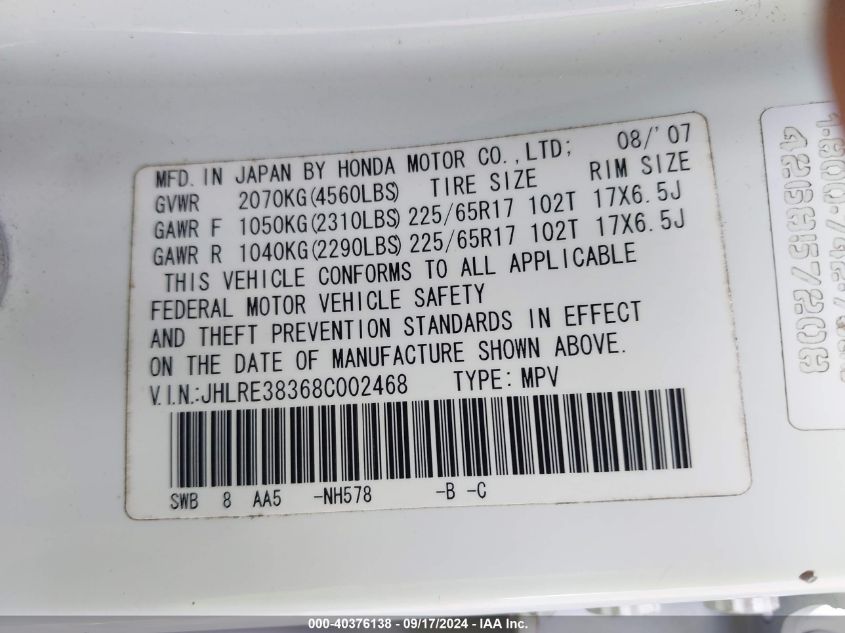 MFD. IN JAPAN BY HONDA MOTOR CO., LTD; 08/'07
GVWR 2070KG(4560LBS) TIRE SIZE RIM SIZE
GAWR F 1050KG(2310LBS) 225/65R17 102T 17X6.5J
GAWR R 1040KG(2290LBS) 225/65R17 102T 17X6.5J
THIS VEHICLE CONFORMS TO ALL APPLICABLE
FEDERAL MOTOR VEHICLE SAFETY
AND THEFT PREVENTION STANDARDS IN EFFECT
ON THE DATE OF MANUFACTURE SHOWN ABOVE.
V.I.N.:JHLRE38368C002468 TYPE: MPV
SWB 8 AA5 -NH578 -B -C
000-40376138 - 09/17/2024 - IAAI Inc.